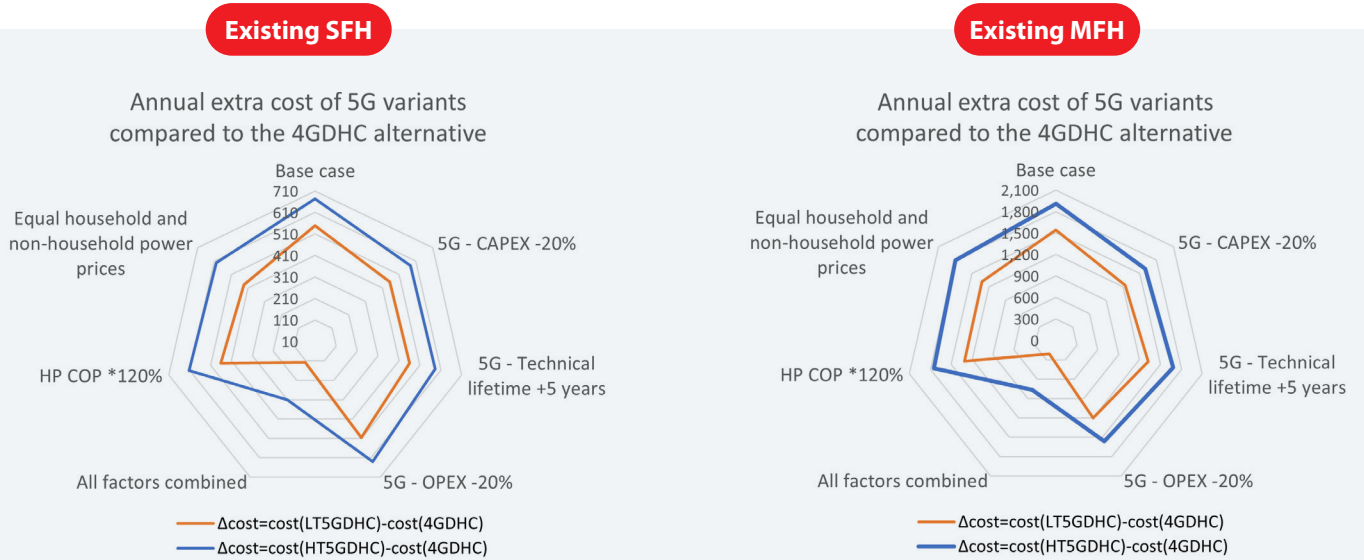 Existing SFH
Annual extra cost of 5G variants
compared to the 4GDHC alternative
Base case
710
610
510
410
310
210
110
10
5G - CAPEX -20%
5G - Technical
lifetime +5 years
5G - OPEX -20%
All factors combined
HP COP *120%
Equal household and
non-household power
prices
Δcost=cost(LT5GDHC)-cost(4GDHC)
Δcost=cost(HT5GDHC)-cost(4GDHC)
Existing MFH
Annual extra cost of 5G variants
compared to the 4GDHC alternative
Base case
2,100
1,800
1,500
1,200
900
600
300
0
5G - CAPEX -20%
5G - Technical
lifetime +5 years
5G - OPEX -20%
All factors combined
HP COP *120%
Equal household and
non-household power
prices
Δcost=cost(LT5GDHC)-cost(4GDHC)
Δcost=cost(HT5GDHC)-cost(4GDHC)